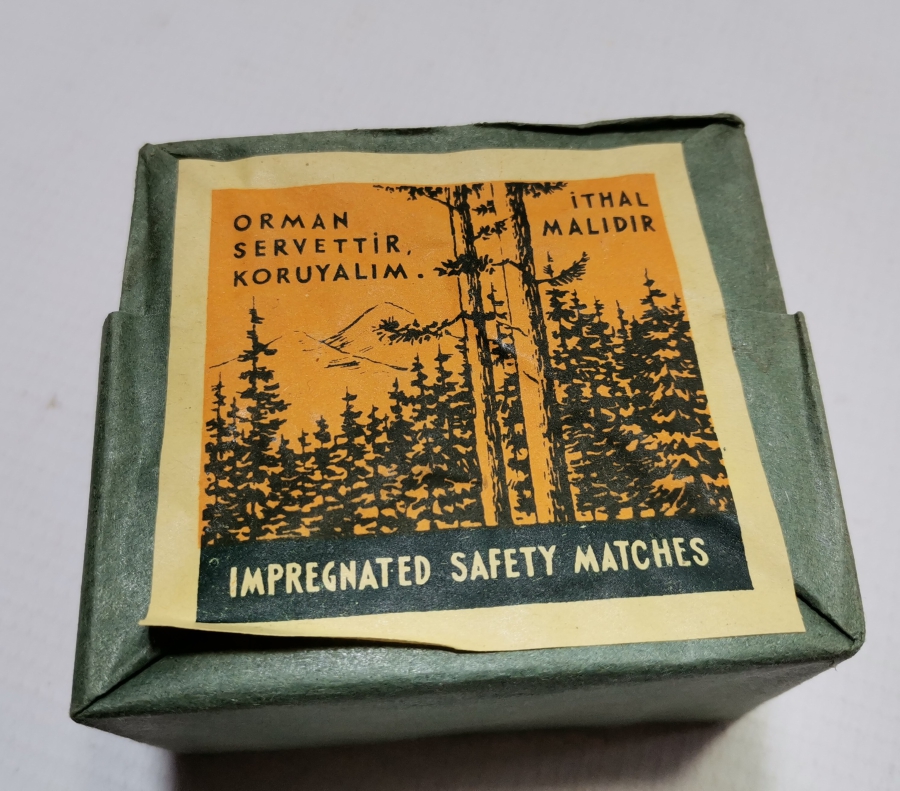 ORMAN
SERVETTİR,
KORUYALIM.
İTHAL
MALIDIR
IMPREGNATED SAFETY MATCHES